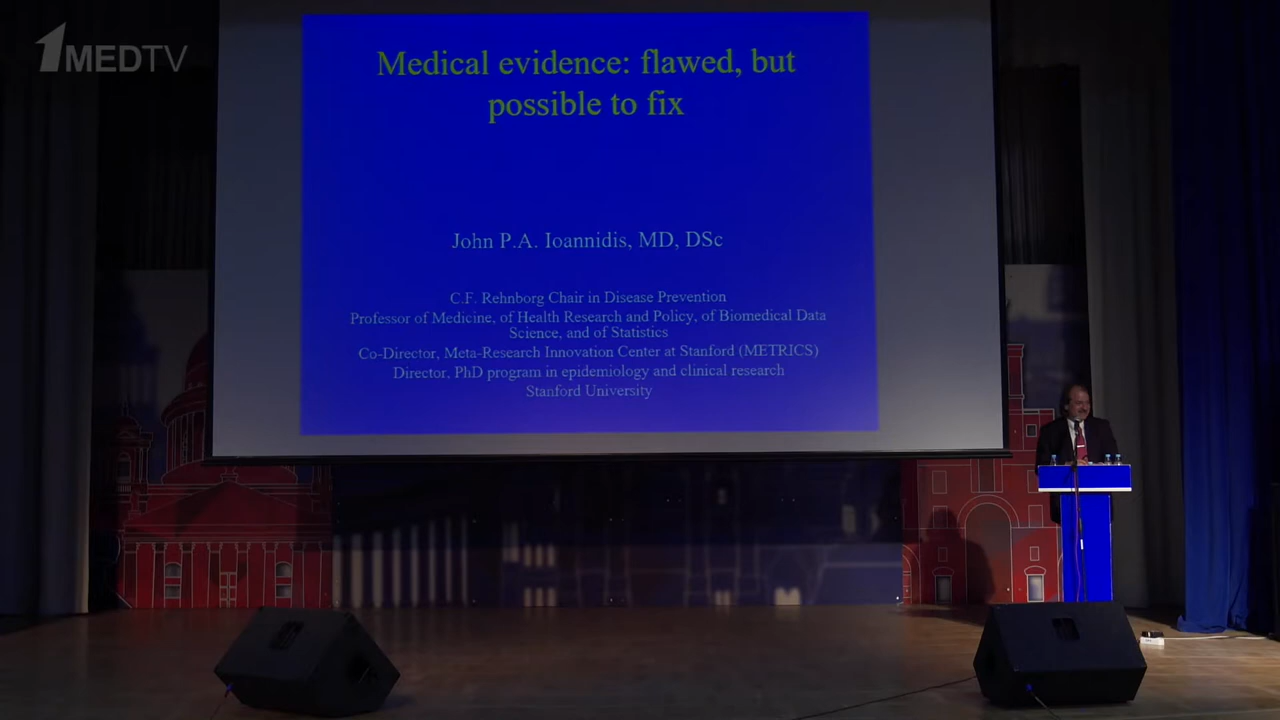 1MEDTV
Medical evidence: flawed, but
possible to fix
John P.A. Ioannidis, MD, DSc
C.F. Rehnborg Chair in Disease Prevention
Professor of Medicine, of Health Research and Policy, of Biomedical Data
Science, and of Statistics
Co-Director, Meta-Research Innovation Center at Stanford (METRICS)
Director, PhD program in epidemiology and clinical research
Stanford University